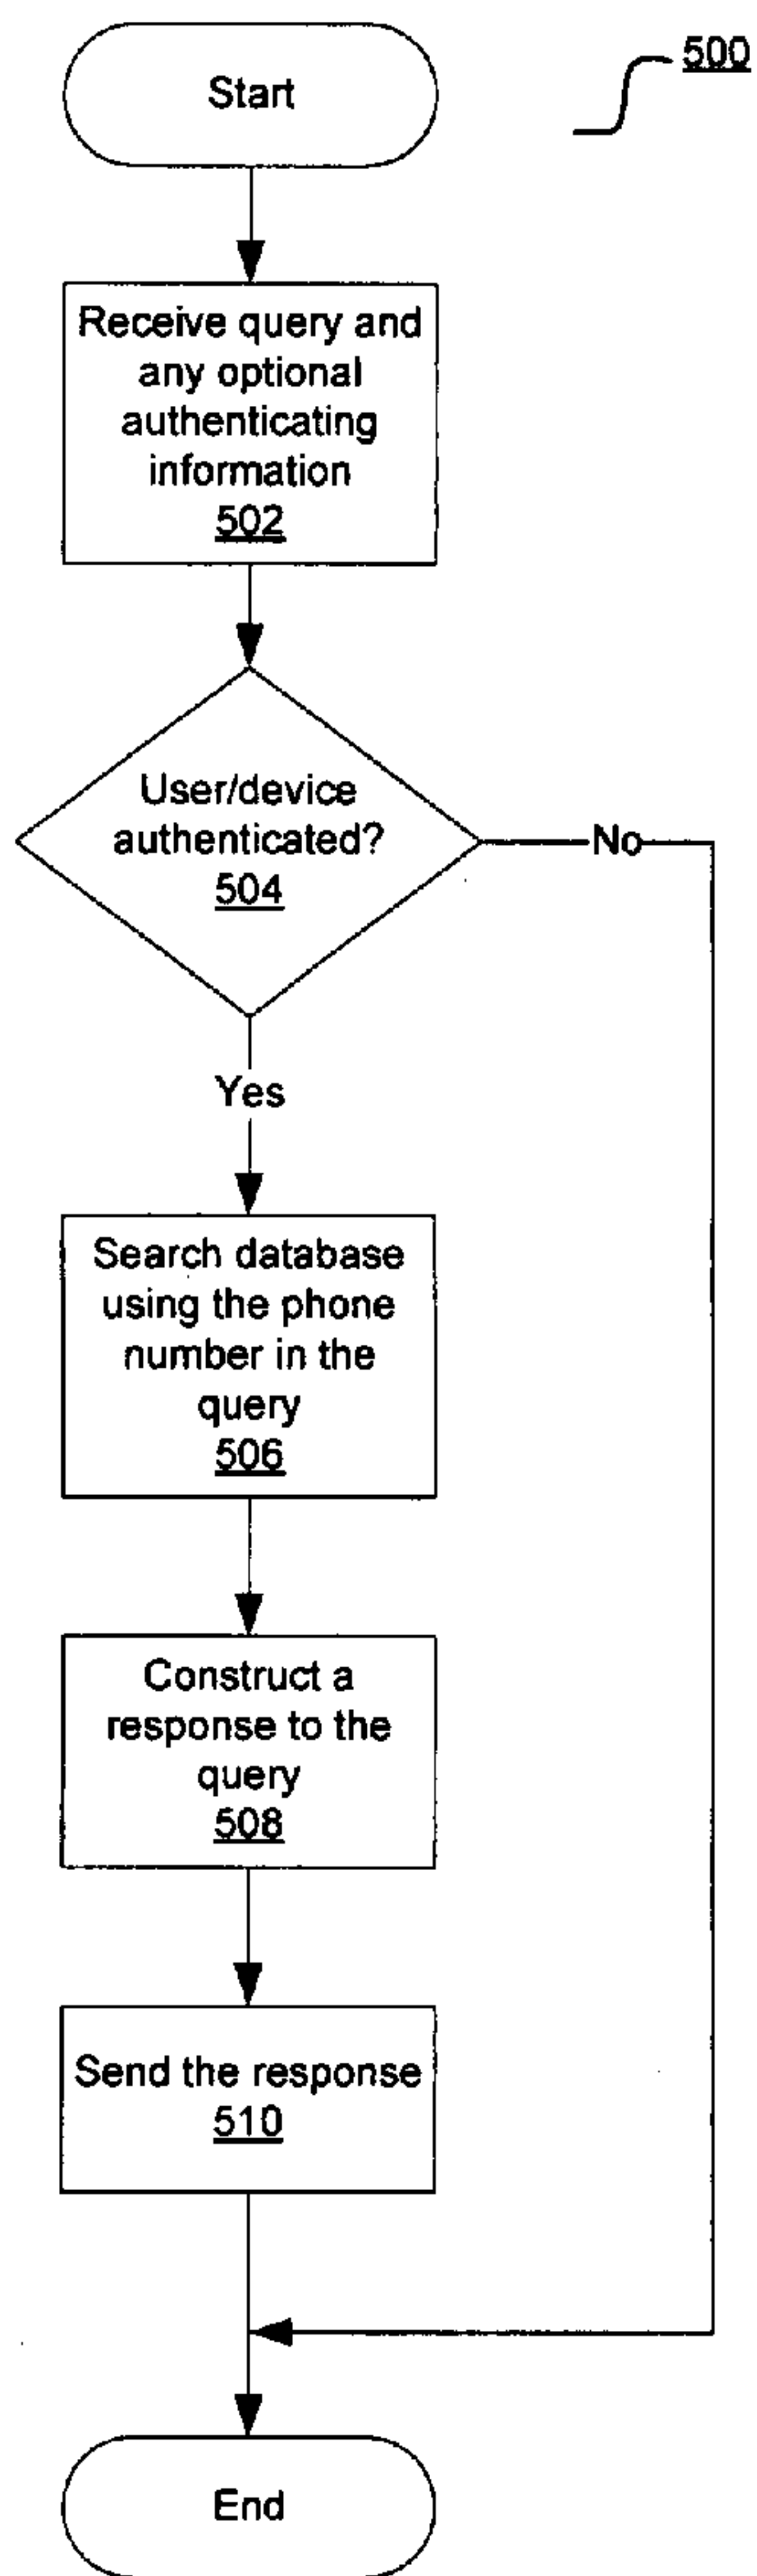 500
Start
Receive query and
any optional
authenticating
information
502
User/device
authenticated?
504
No
Yes
Search database
using the phone
number in the
query
506
Construct a
response to the
query
508
Send the response
510
End